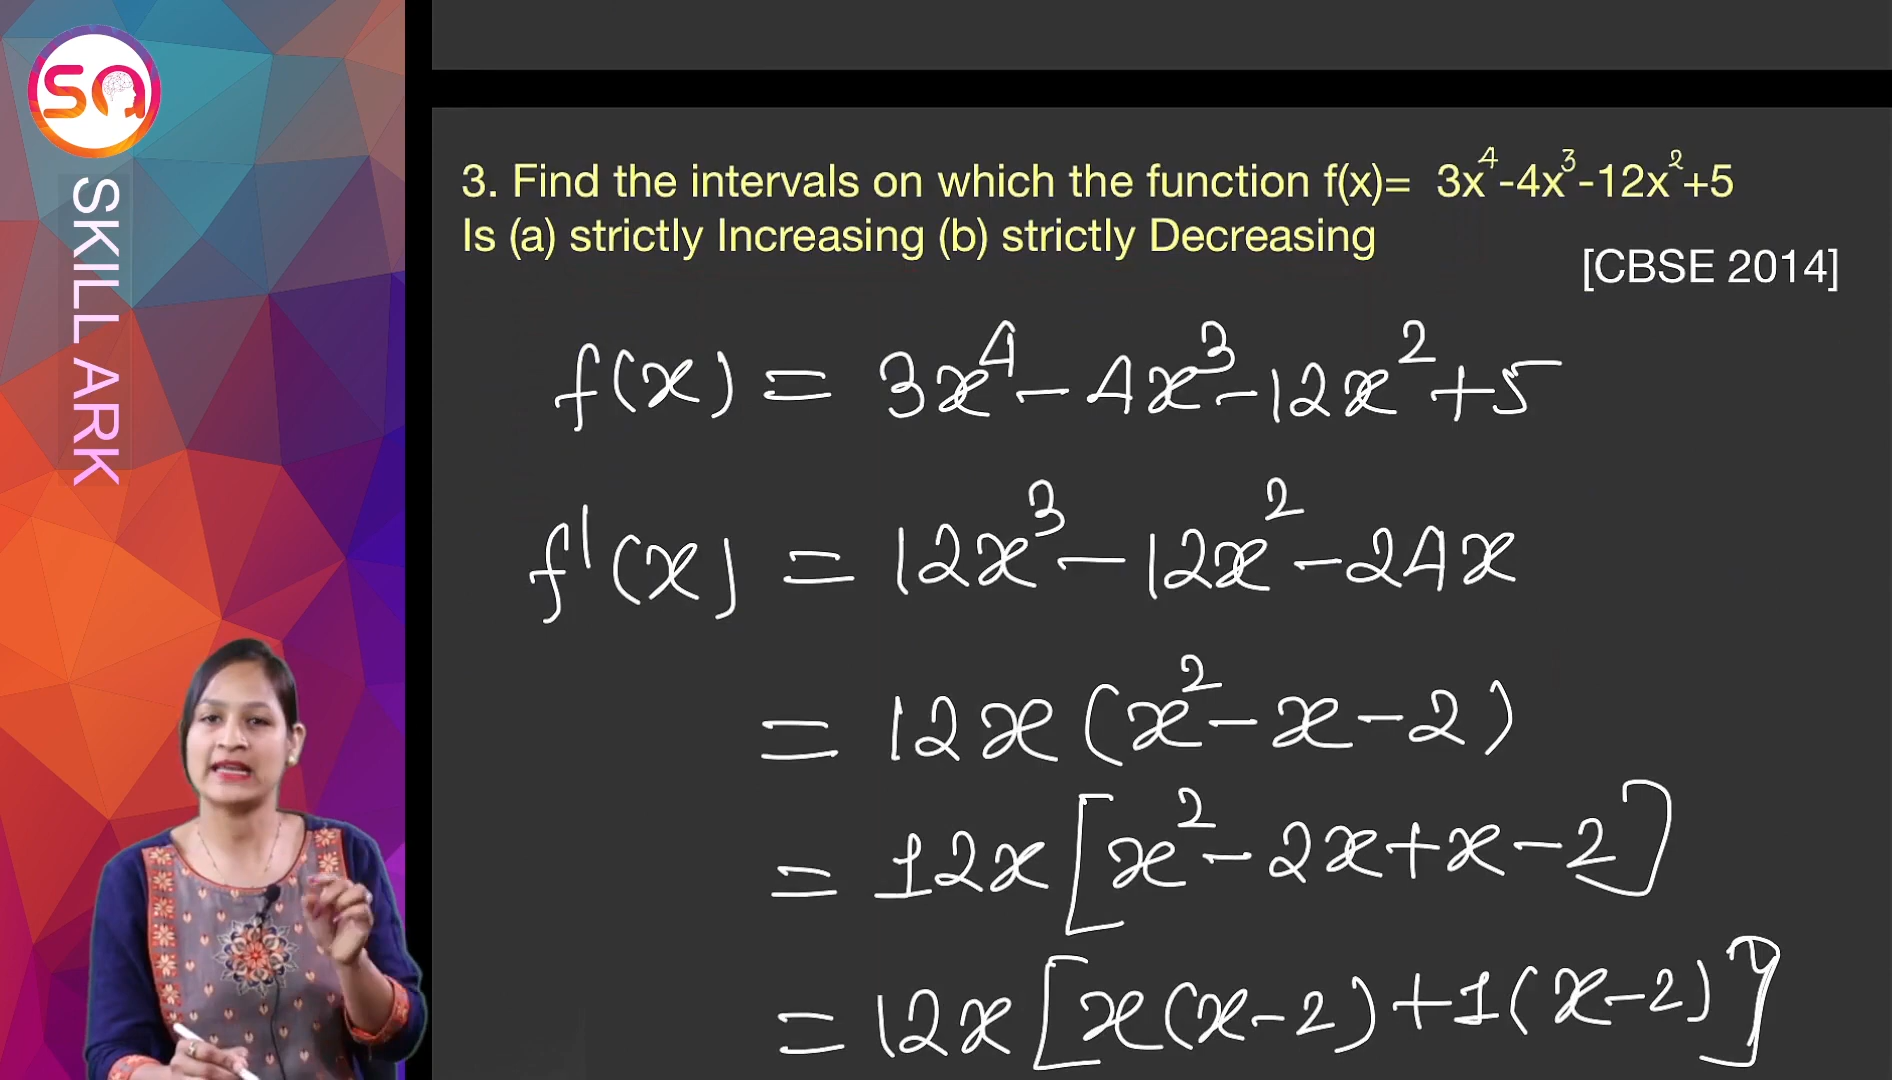 SA
SKILL ARK
3. Find the intervals on which the function f(x)= 3x⁴-4x³-12x²+5
Is (a) strictly Increasing (b) strictly Decreasing
[CBSE 2014]
f(x) = 3x⁴ - 4x³ - 12x² + 5
f'(x) = 12x³ - 12x² - 24x
= 12x (x² - x - 2)
= 12x [x² - 2x + x - 2]
= 12x [x(x-2) + 1(x-2)]